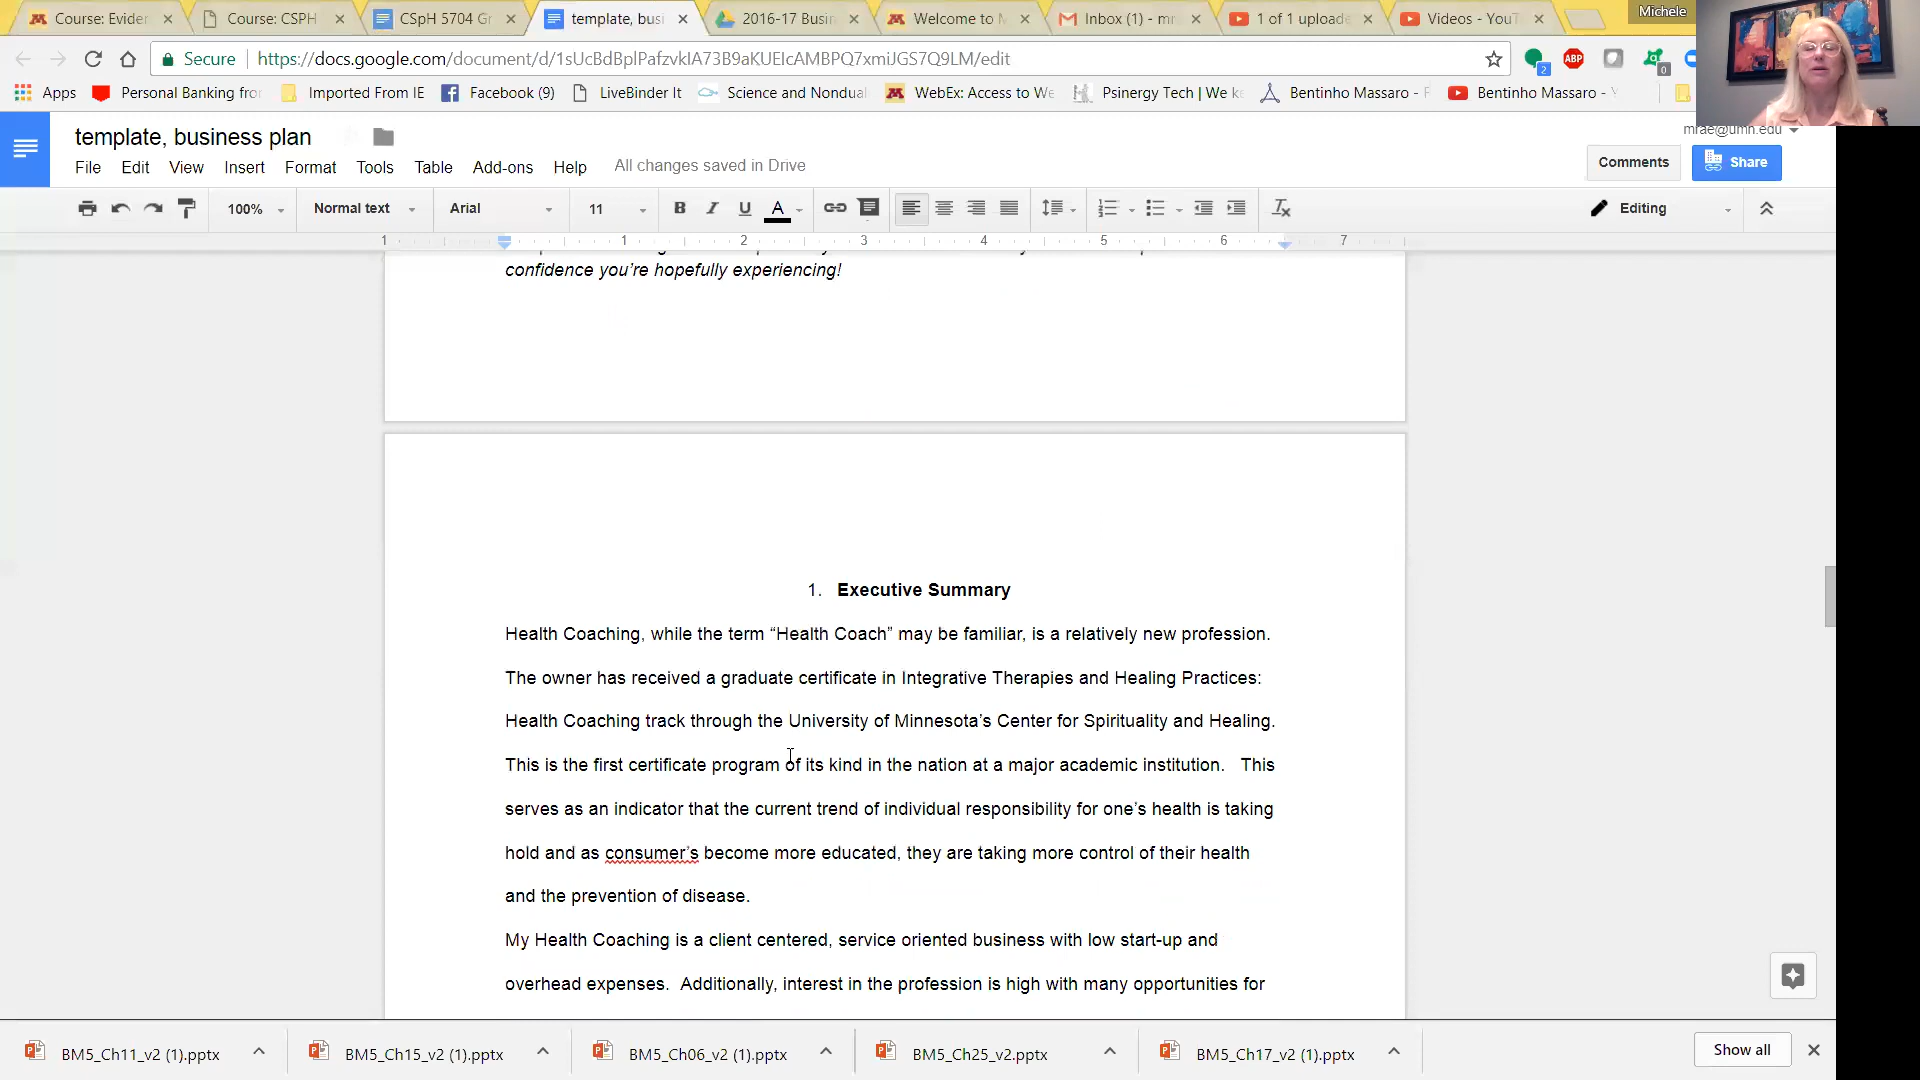 Course: Eviden
Course: CSPH
CSpH 5704 Gr
template, busi
2016-17 Busin
Welcome to M
Inbox (1) - mr
1 of 1 uploade
Videos - YouT
Michele
Secure
https://docs.google.com/document/d/1sUcBdBplPafzvkIA73B9aKUEIcAMBPQ7xmiJGS7Q9LM/edit
ABP
2
0
Apps
Personal Banking fro
Imported From IE
Facebook (9)
LiveBinder It
Science and Nondua
WebEx: Access to We
Psinergy Tech | We k
Bentinho Massaro -
Bentinho Massaro -
template, business plan
mrae@umn.edu
File Edit View Insert Format Tools Table Add-ons Help
All changes saved in Drive
Comments
Share
100%
Normal text
Arial
11
B I U A
Editing
1 1 2 3 4 5 6 7
confidence you're hopefully experiencing!
1. Executive Summary
Health Coaching, while the term “Health Coach” may be familiar, is a relatively new profession.
The owner has received a graduate certificate in Integrative Therapies and Healing Practices:
Health Coaching track through the University of Minnesota’s Center for Spirituality and Healing.
This is the first certificate program of its kind in the nation at a major academic institution. This
serves as an indicator that the current trend of individual responsibility for one’s health is taking
hold and as consumer’s become more educated, they are taking more control of their health
and the prevention of disease.
My Health Coaching is a client centered, service oriented business with low start-up and
overhead expenses. Additionally, interest in the profession is high with many opportunities for
BM5_Ch11_v2 (1).pptx
BM5_Ch15_v2 (1).pptx
BM5_Ch06_v2 (1).pptx
BM5_Ch25_v2.pptx
BM5_Ch17_v2 (1).pptx
Show all